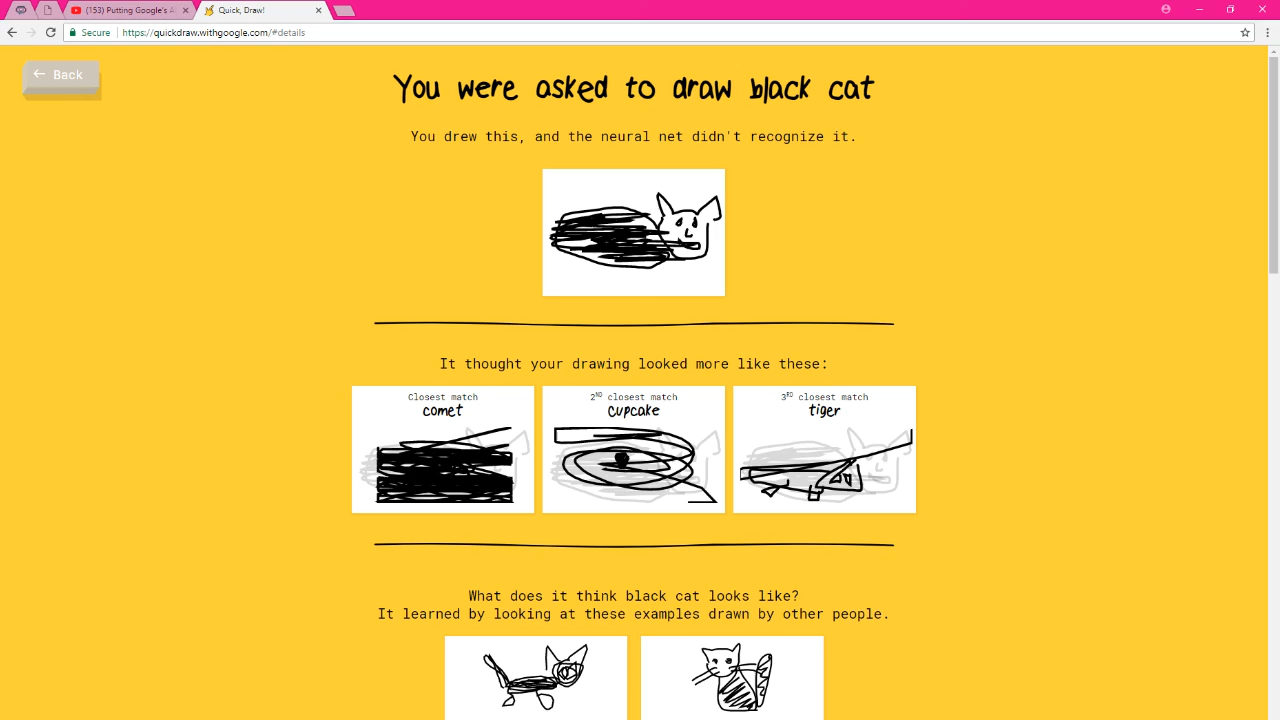 (153) Putting Google's A
Quick, Draw!
Secure
https://quickdraw.withgoogle.com/#details
Back
You were asked to draw black cat
You drew this, and the neural net didn't recognize it.
It thought your drawing looked more like these:
Closest match
comet
2ND closest match
cupcake
3RD closest match
tiger
What does it think black cat looks like?
It learned by looking at these examples drawn by other people.